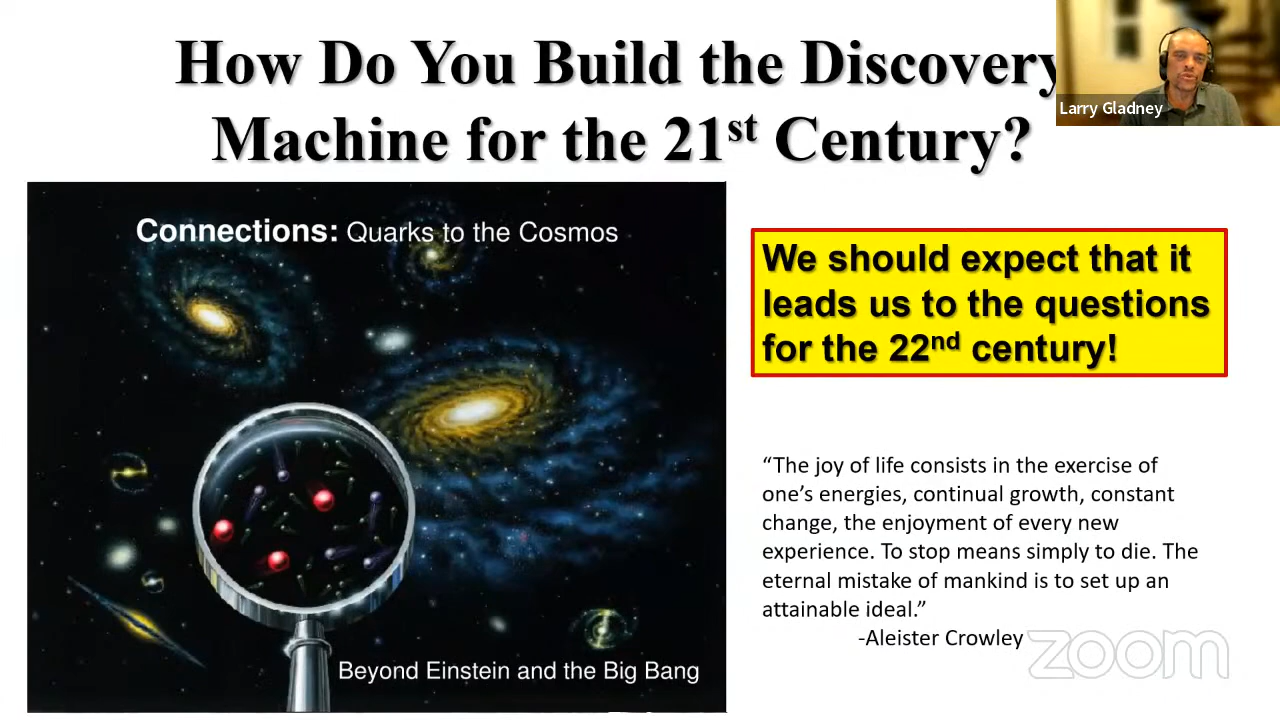 How Do You Build the Discovery
Machine for the 21st Century?
Larry Gladney
Connections: Quarks to the Cosmos
Beyond Einstein and the Big Bang
We should expect that it
leads us to the questions
for the 22nd century!
“The joy of life consists in the exercise of
one’s energies, continual growth, constant
change, the enjoyment of every new
experience. To stop means simply to die. The
eternal mistake of mankind is to set up an
attainable ideal.”
-Aleister Crowley
zoom